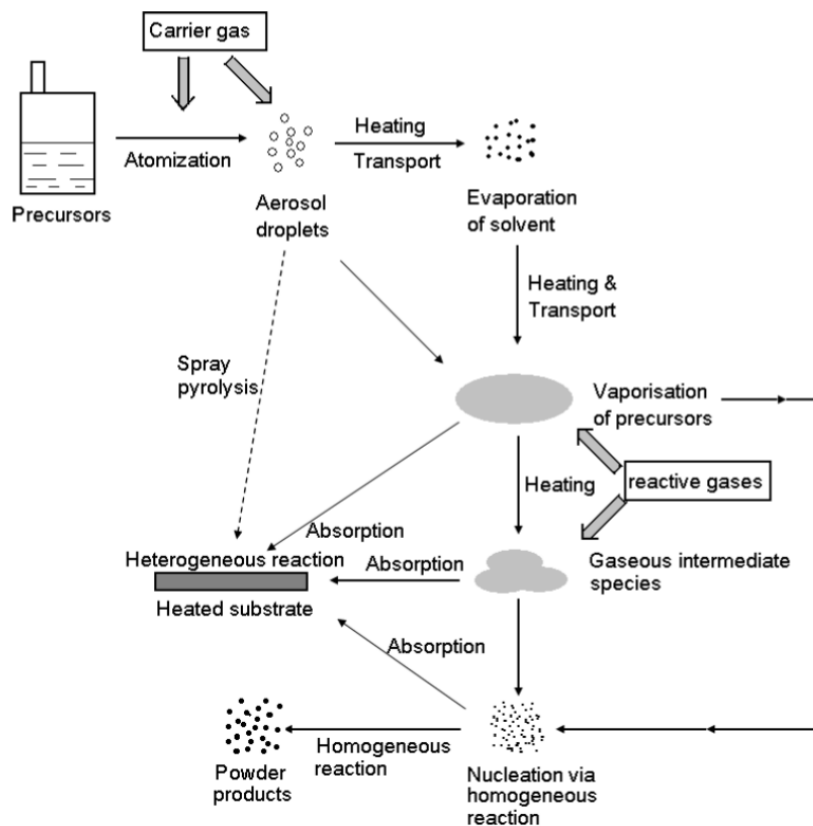 Carrier gas
Atomization
Heating
Transport
Precursors
Aerosol
droplets
Evaporation
of solvent
Heating &
Transport
Spray
pyrolysis
Vaporisation
of precursors
reactive gases
Heating
Absorption
Heterogeneous reaction
Absorption
Gaseous intermediate
species
Heated substrate
Absorption
Homogeneous
reaction
Powder
products
Nucleation via
homogeneous
reaction